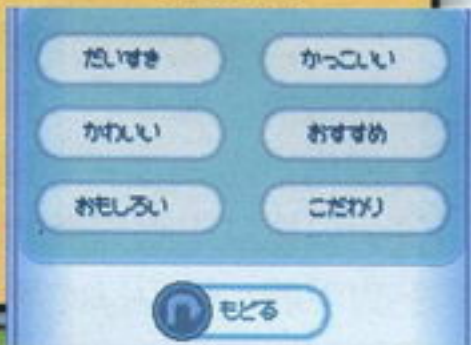 だいすき
かっこいい
かわいい
おすすめ
おもしろい
こだわり
もどる